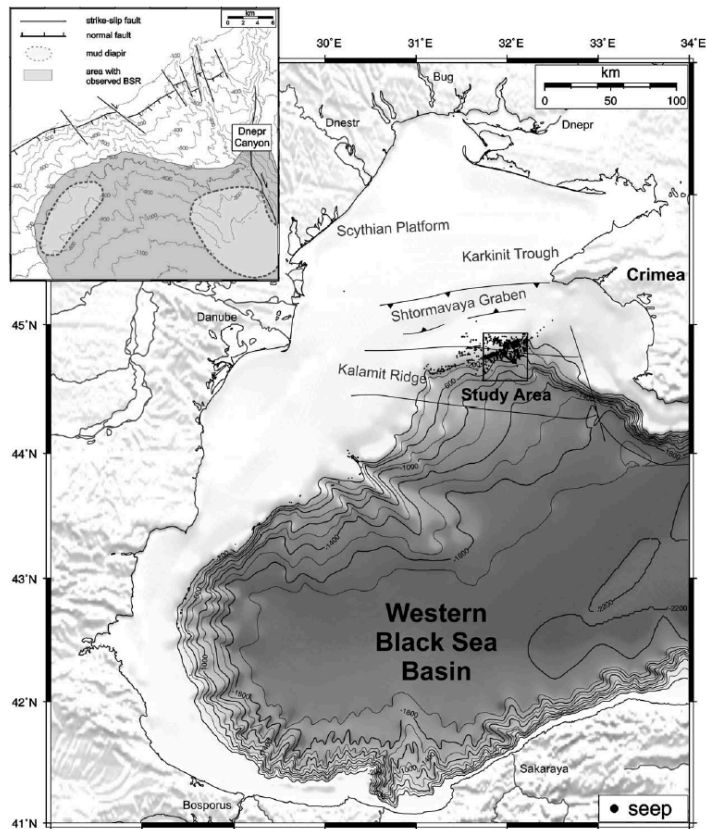 strike-slip fault
normal fault
mud diapir
area with
observed BSR
km
0 2 4 6
Dnepr
Canyon
30°E 31°E 32°E 33°E 34°E
km
0 50 100
Bug
Dnestr
Dnepr
Scythian Platform
Karkinit Trough
Crimea
Shtormavaya Graben
Danube
45°N
Kalamit Ridge
Study Area
44°N
-1000
-1800
43°N
-2200
-2200
Western
Black Sea
Basin
42°N
-1800
Sakaraya
Bosporus
41°N
seep